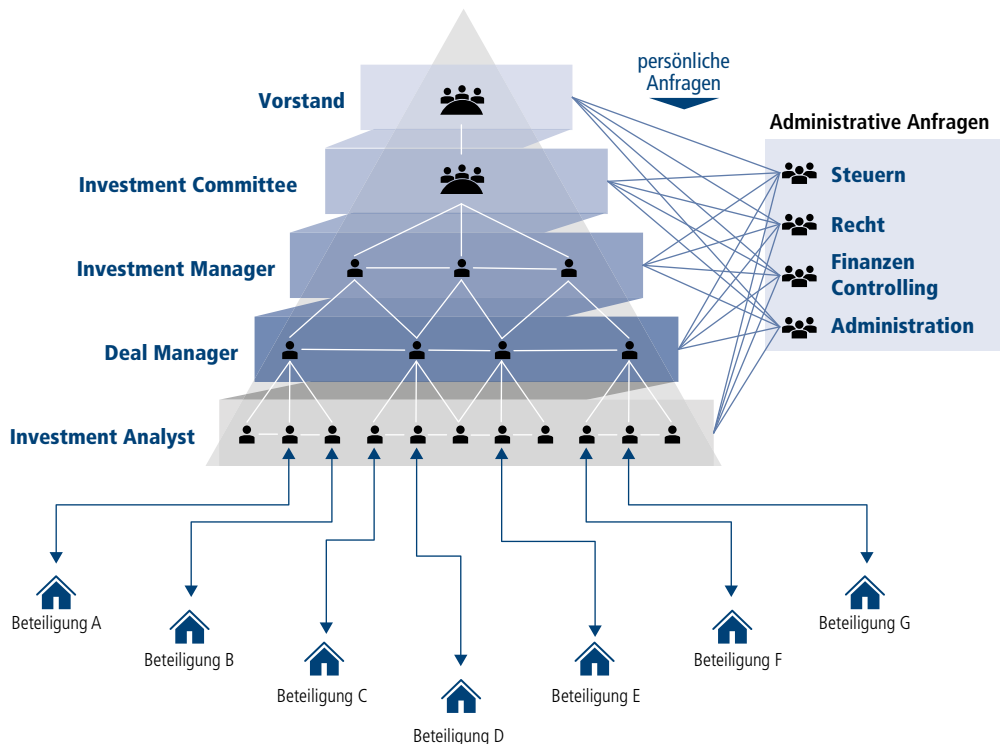 persönliche
Anfragen
Vorstand
Administrative Anfragen
Investment Committee
Steuern
Recht
Investment Manager
Finanzen
Controlling
Administration
Deal Manager
Investment Analyst
Beteiligung A
Beteiligung B
Beteiligung C
Beteiligung D
Beteiligung E
Beteiligung F
Beteiligung G